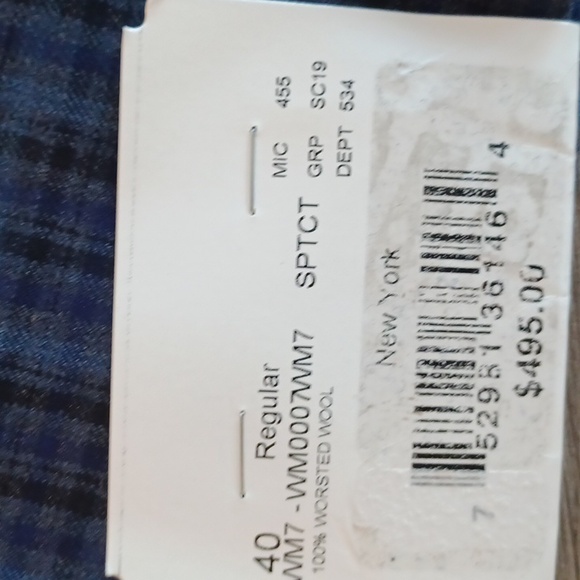 40 Regular
WM7 - WM0007WM7 SPTCT
100% WORSTED WOOL
MIC 455
GRP SC19
DEPT 534
New York
7 52951 36146 4
$495.00